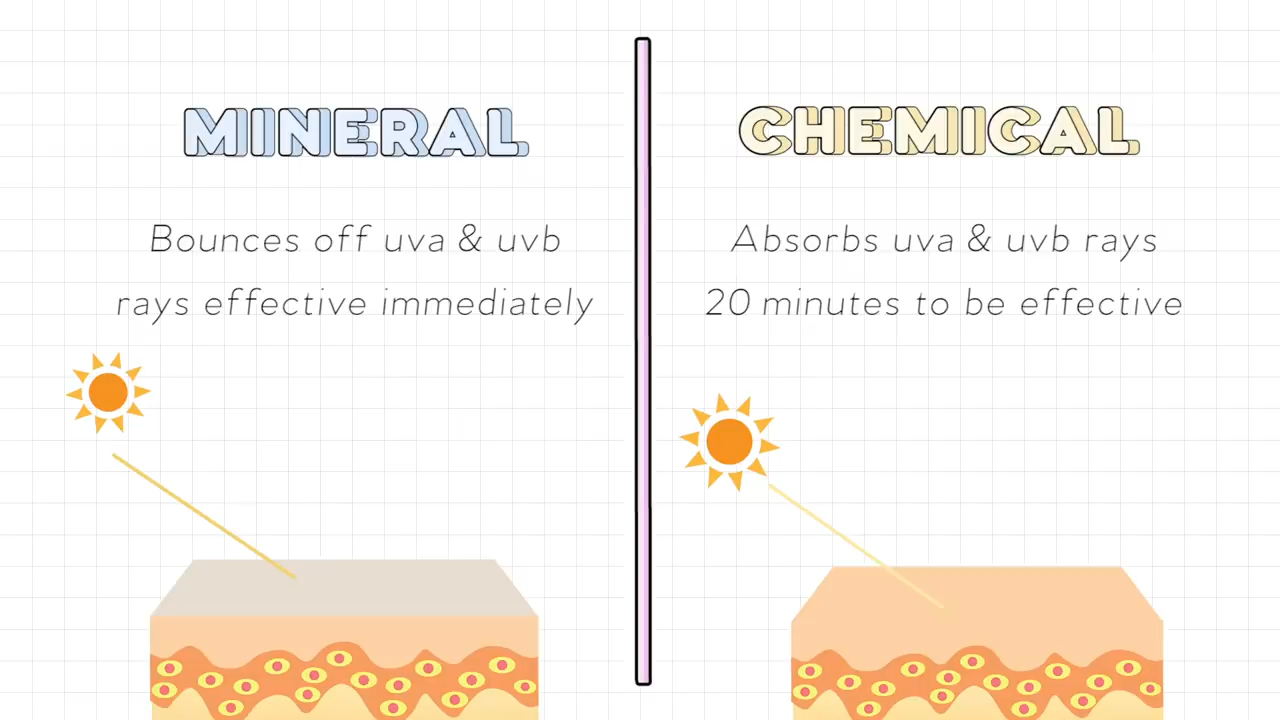 MINERAL
Bounces off uva & uvb
rays effective immediately
CHEMICAL
Absorbs uva & uvb rays
20 minutes to be effective